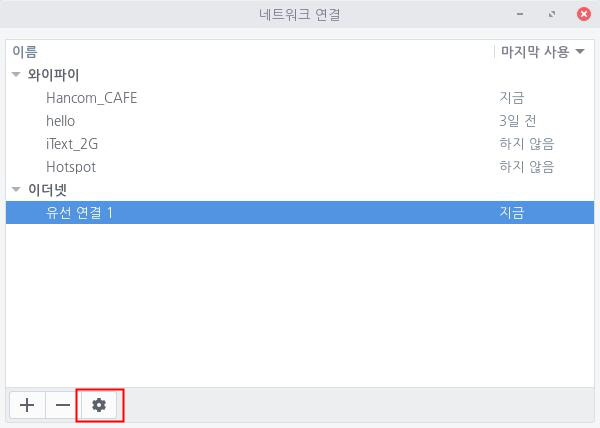 네트워크 연결
이름 마지막 사용
와이파이
Hancom_CAFE 지금
hello 3일 전
iText_2G 하지 않음
Hotspot 하지 않음
이더넷
유선 연결 1 지금